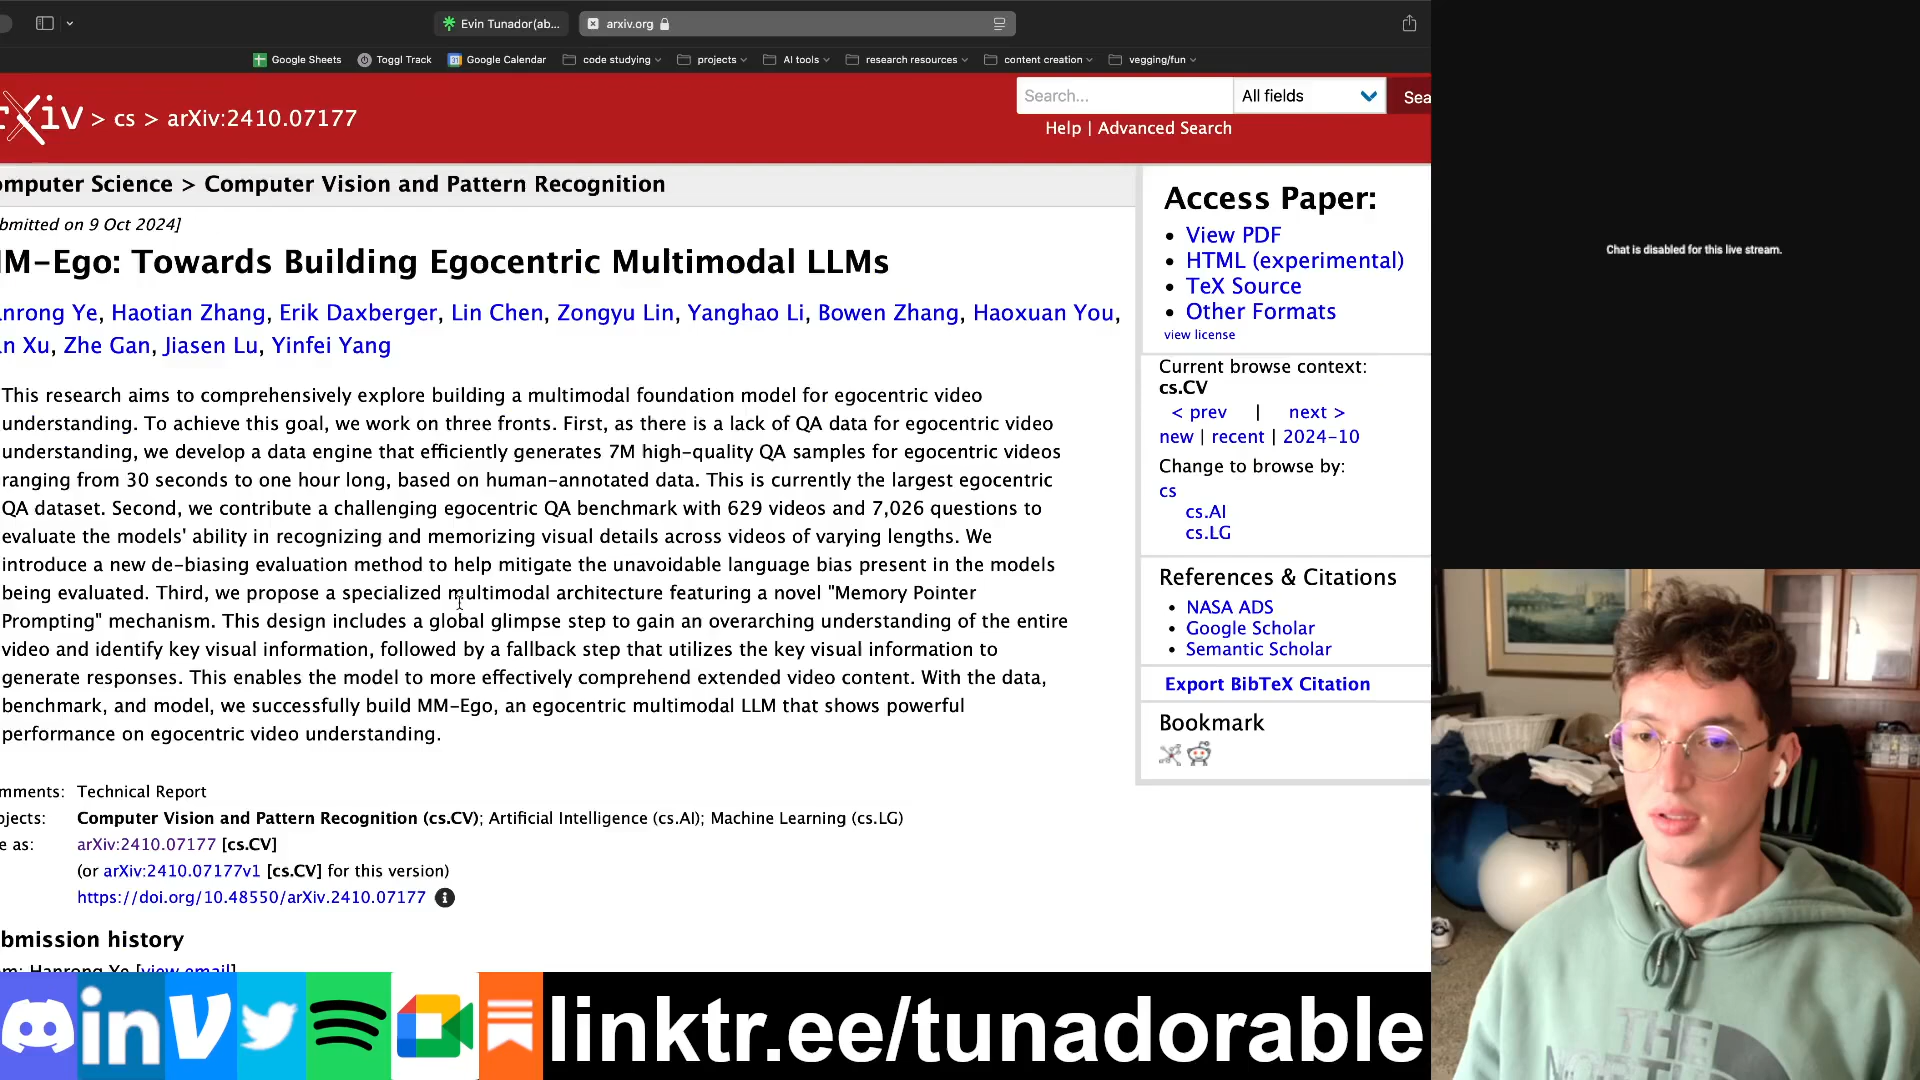 Evin Tunador(ab...
arxiv.org
Google Sheets
Toggl Track
Google Calendar
code studying
projects
AI tools
research resources
content creation
vegging/fun
> cs > arXiv:2410.07177
Search...
All fields
Sea
Help | Advanced Search
omputer Science > Computer Vision and Pattern Recognition
bmitted on 9 Oct 2024]
M-Ego: Towards Building Egocentric Multimodal LLMs
nrong Ye, Haotian Zhang, Erik Daxberger, Lin Chen, Zongyu Lin, Yanghao Li, Bowen Zhang, Haoxuan You,
n Xu, Zhe Gan, Jiasen Lu, Yinfei Yang
This research aims to comprehensively explore building a multimodal foundation model for egocentric video
understanding. To achieve this goal, we work on three fronts. First, as there is a lack of QA data for egocentric video
understanding, we develop a data engine that efficiently generates 7M high-quality QA samples for egocentric videos
ranging from 30 seconds to one hour long, based on human-annotated data. This is currently the largest egocentric
QA dataset. Second, we contribute a challenging egocentric QA benchmark with 629 videos and 7,026 questions to
evaluate the models' ability in recognizing and memorizing visual details across videos of varying lengths. We
introduce a new de-biasing evaluation method to help mitigate the unavoidable language bias present in the models
being evaluated. Third, we propose a specialized multimodal architecture featuring a novel "Memory Pointer
Prompting" mechanism. This design includes a global glimpse step to gain an overarching understanding of the entire
video and identify key visual information, followed by a fallback step that utilizes the key visual information to
generate responses. This enables the model to more effectively comprehend extended video content. With the data,
benchmark, and model, we successfully build MM-Ego, an egocentric multimodal LLM that shows powerful
performance on egocentric video understanding.
mments: Technical Report
bjects: Computer Vision and Pattern Recognition (cs.CV); Artificial Intelligence (cs.AI); Machine Learning (cs.LG)
e as: arXiv:2410.07177 [cs.CV]
(or arXiv:2410.07177v1 [cs.CV] for this version)
https://doi.org/10.48550/arXiv.2410.07177
bmission history
m: Hanrong Ye [view email]
Access Paper:
View PDF
HTML (experimental)
TeX Source
Other Formats
view license
Current browse context:
cs.CV
< prev | next >
new | recent | 2024-10
Change to browse by:
cs
cs.AI
cs.LG
References & Citations
NASA ADS
Google Scholar
Semantic Scholar
Export BibTeX Citation
Bookmark
Chat is disabled for this live stream.
in
linktr.ee/tunadorable
THE